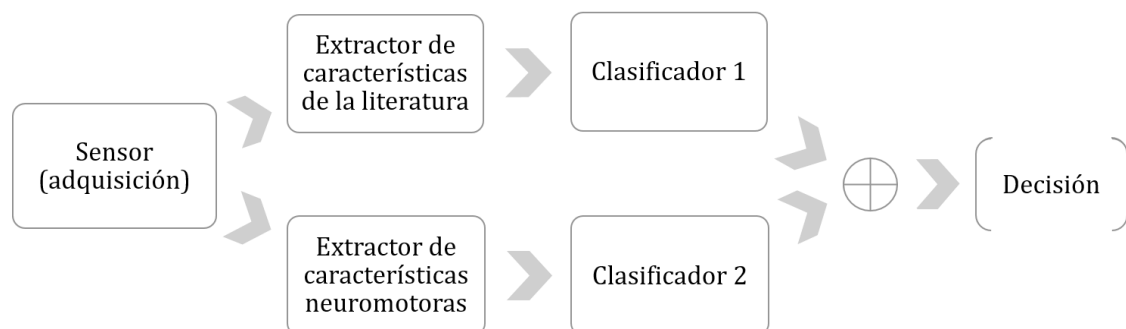 Sensor
(adquisición)
Extractor de
características
de la literatura
Clasificador 1
Extractor de
características
neuromotoras
Clasificador 2
Decisión